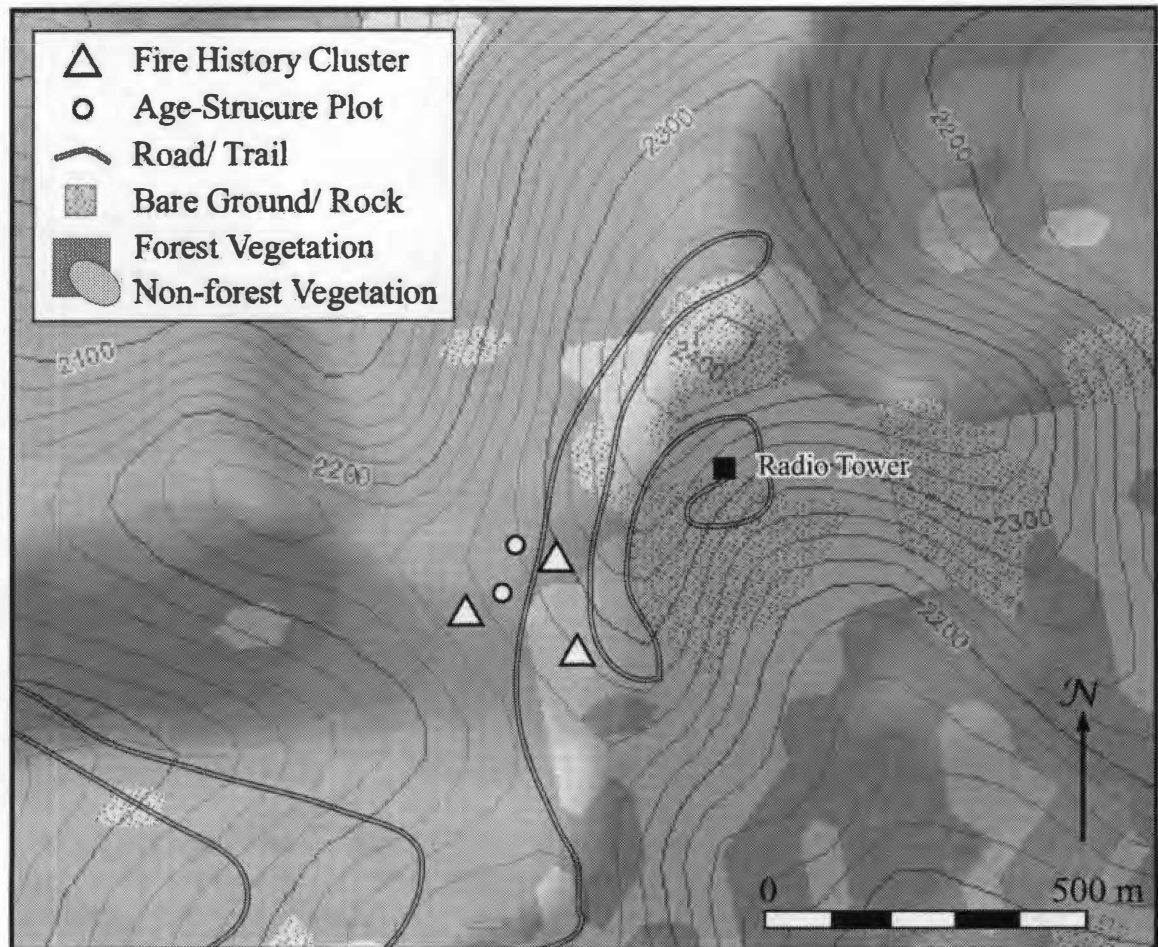 Fire History Cluster
Age-Strucure Plot
Road/ Trail
Bare Ground/ Rock
Forest Vegetation
Non-forest Vegetation
2300
2200
2100
2400
2200
Radio Tower
2300
2200
N
0 500 m